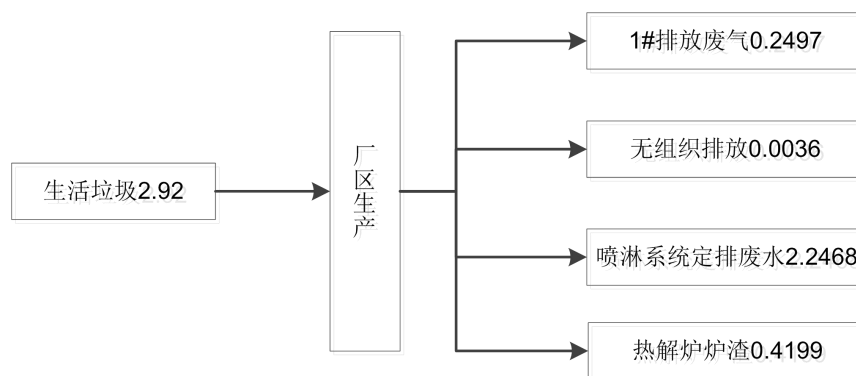 1#排放废气0.2497
无组织排放0.0036
厂区生产
生活垃圾2.92
喷淋系统定排废水2.2468
热解炉炉渣0.4199